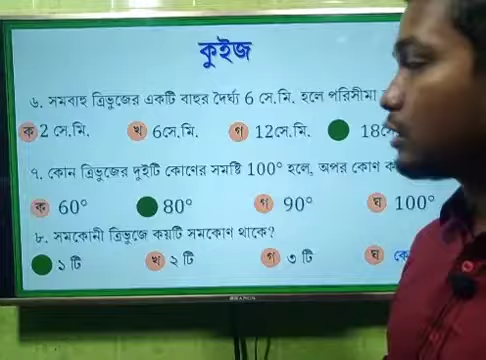 কুইজ
৬. সমবাহু ত্রিভুজের একটি বাহুর দৈর্ঘ্য 6 সে.মি. হলে পরিসীমা
ক 2 সে.মি. খ 6সে.মি. গ 12সে.মি. 18সে
৭. কোন ত্রিভুজের দুইটি কোণের সমষ্টি 100° হলে, অপর কোণ
ক 60° 80° গ 90° ঘ 100°
৮. সমকোনী ত্রিভুজে কয়টি সমকোণ থাকে?
১ টি খ ২ টি গ ৩ টি ঘ